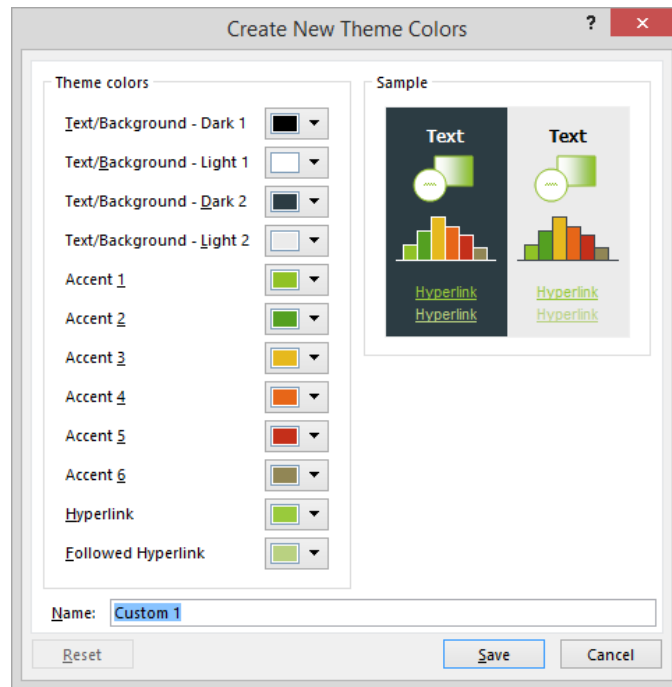 Create New Theme Colors
?
Theme colors
Text/Background - Dark 1
Text/Background - Light 1
Text/Background - Dark 2
Text/Background - Light 2
Accent 1
Accent 2
Accent 3
Accent 4
Accent 5
Accent 6
Hyperlink
Followed Hyperlink
Sample
Text Text
Hyperlink Hyperlink
Hyperlink Hyperlink
Name: Custom 1
Reset Save Cancel